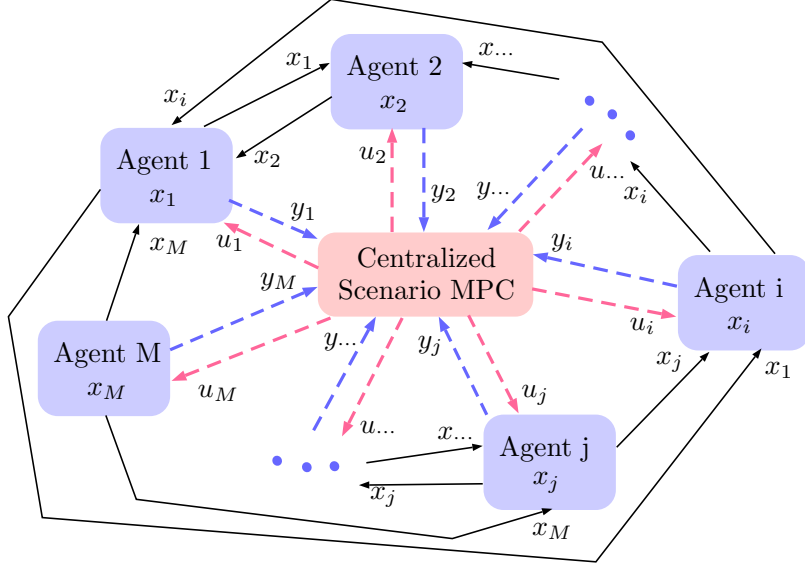 x...
x_1
Agent 2
x_2
x_i
x_2
u_2
y_2
y...
u...
x_i
Agent 1
x_1
y_1
u_1
x_M
Centralized
Scenario MPC
y_i
u_i
Agent i
x_i
y_M
u_M
Agent M
x_M
y...
y_j
u_j
x_j
x_1
u...
x...
Agent j
x_j
x_j
x_M